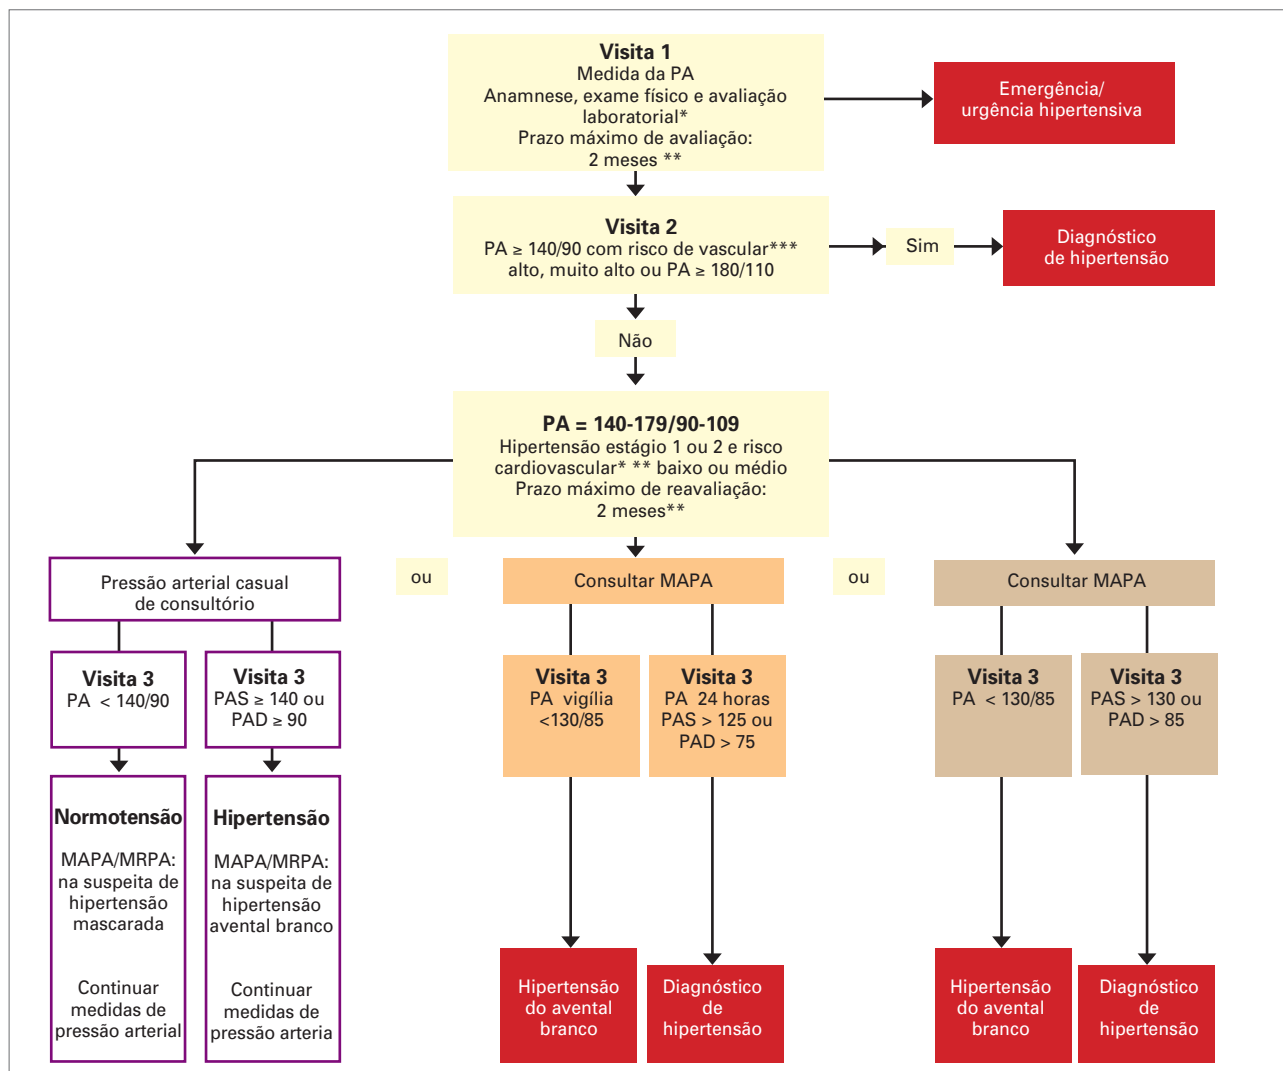 Visita 1
Medida da PA
Anamnese, exame físico e avaliação
laboratorial*
Prazo máximo de avaliação:
2 meses **
Emergência/
urgência hipertensiva
Visita 2
PA ≥ 140/90 com risco de vascular***
alto, muito alto ou PA ≥ 180/110
Sim
Diagnóstico
de hipertensão
Não
PA = 140-179/90-109
Hipertensão estágio 1 ou 2 e risco
cardiovascular* ** baixo ou médio
Prazo máximo de reavaliação:
2 meses**
Pressão arterial casual
de consultório
ou
Consultar MAPA
ou
Consultar MAPA
Visita 3
PA < 140/90
Visita 3
PAS ≥ 140 ou
PAD ≥ 90
Visita 3
PA vigília
<130/85
Visita 3
PA 24 horas
PAS > 125 ou
PAD > 75
Visita 3
PA < 130/85
Visita 3
PAS > 130 ou
PAD > 85
Normotensão
MAPA/MRPA:
na suspeita de
hipertensão
mascarada
Continuar
medidas de
pressão arterial
Hipertensão
MAPA/MRPA:
na suspeita de
hipertensão
avental branco
Continuar
medidas de
pressão arteria
Hipertensão
do avental
branco
Diagnóstico
de
hipertensão
Hipertensão
do avental
branco
Diagnóstico
de
hipertensão